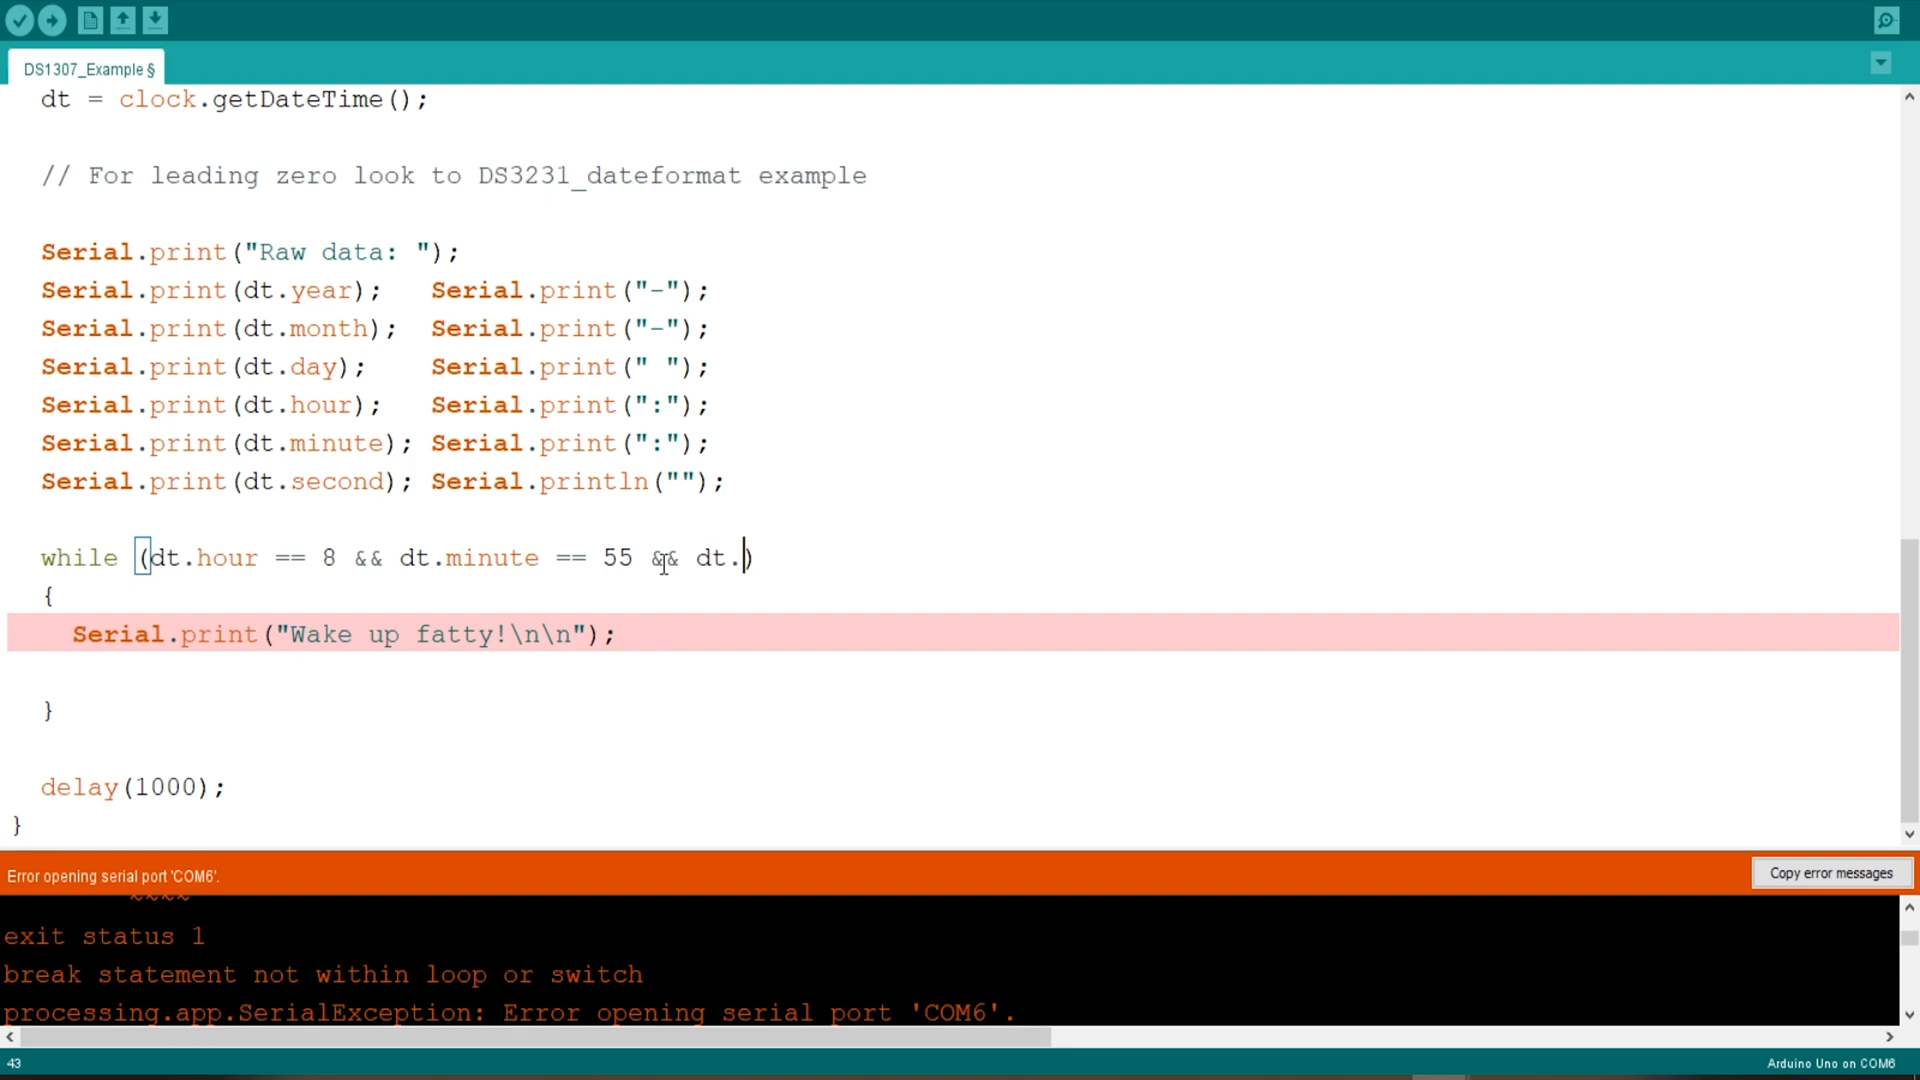 DS1307_Example §
dt = clock.getDateTime();
// For leading zero look to DS3231_dateformat example
Serial.print("Raw data: ");
Serial.print(dt.year);   Serial.print("-");
Serial.print(dt.month);  Serial.print("-");
Serial.print(dt.day);    Serial.print(" ");
Serial.print(dt.hour);   Serial.print(":");
Serial.print(dt.minute); Serial.print(":");
Serial.print(dt.second); Serial.println("");
while (dt.hour == 8 && dt.minute == 55 && dt.)
{
Serial.print("Wake up fatty!\n\n");
}
delay(1000);
}
Error opening serial port 'COM6'.
Copy error messages
~~~~
exit status 1
break statement not within loop or switch
processing.app.SerialException: Error opening serial port 'COM6'.
43
Arduino Uno on COM6